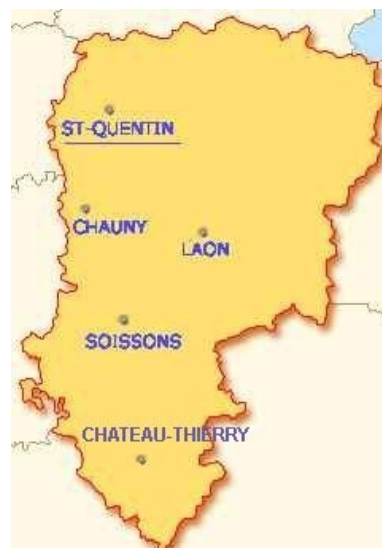 ST-QUENTIN
CHAUNY
LAON
SOISSONS
CHATEAU-THIERRY